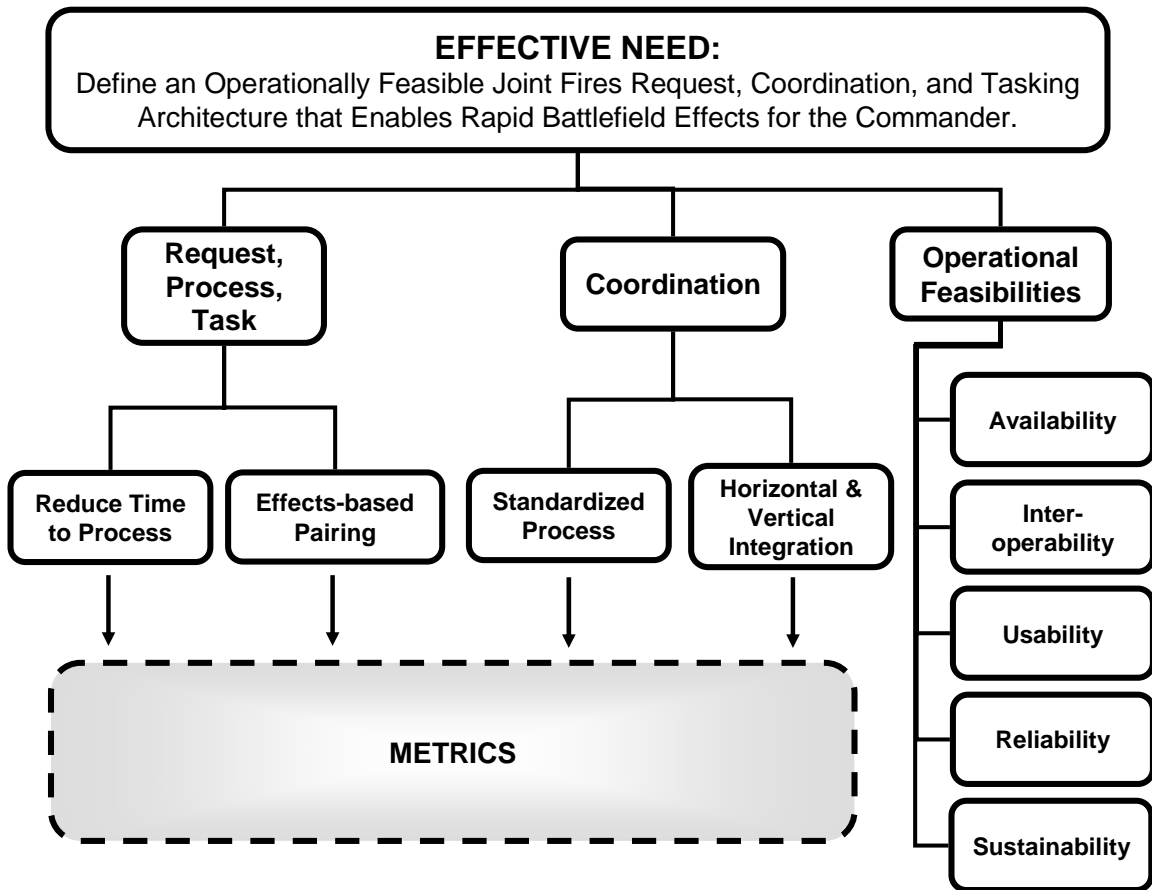 EFFECTIVE NEED:
Define an Operationally Feasible Joint Fires Request, Coordination, and Tasking
Architecture that Enables Rapid Battlefield Effects for the Commander.
Request,
Process,
Task
Coordination
Operational
Feasibilities
Reduce Time
to Process
Effects-based
Pairing
Standardized
Process
Horizontal &
Vertical
Integration
Availability
Inter-
operability
Usability
Reliability
Sustainability
METRICS